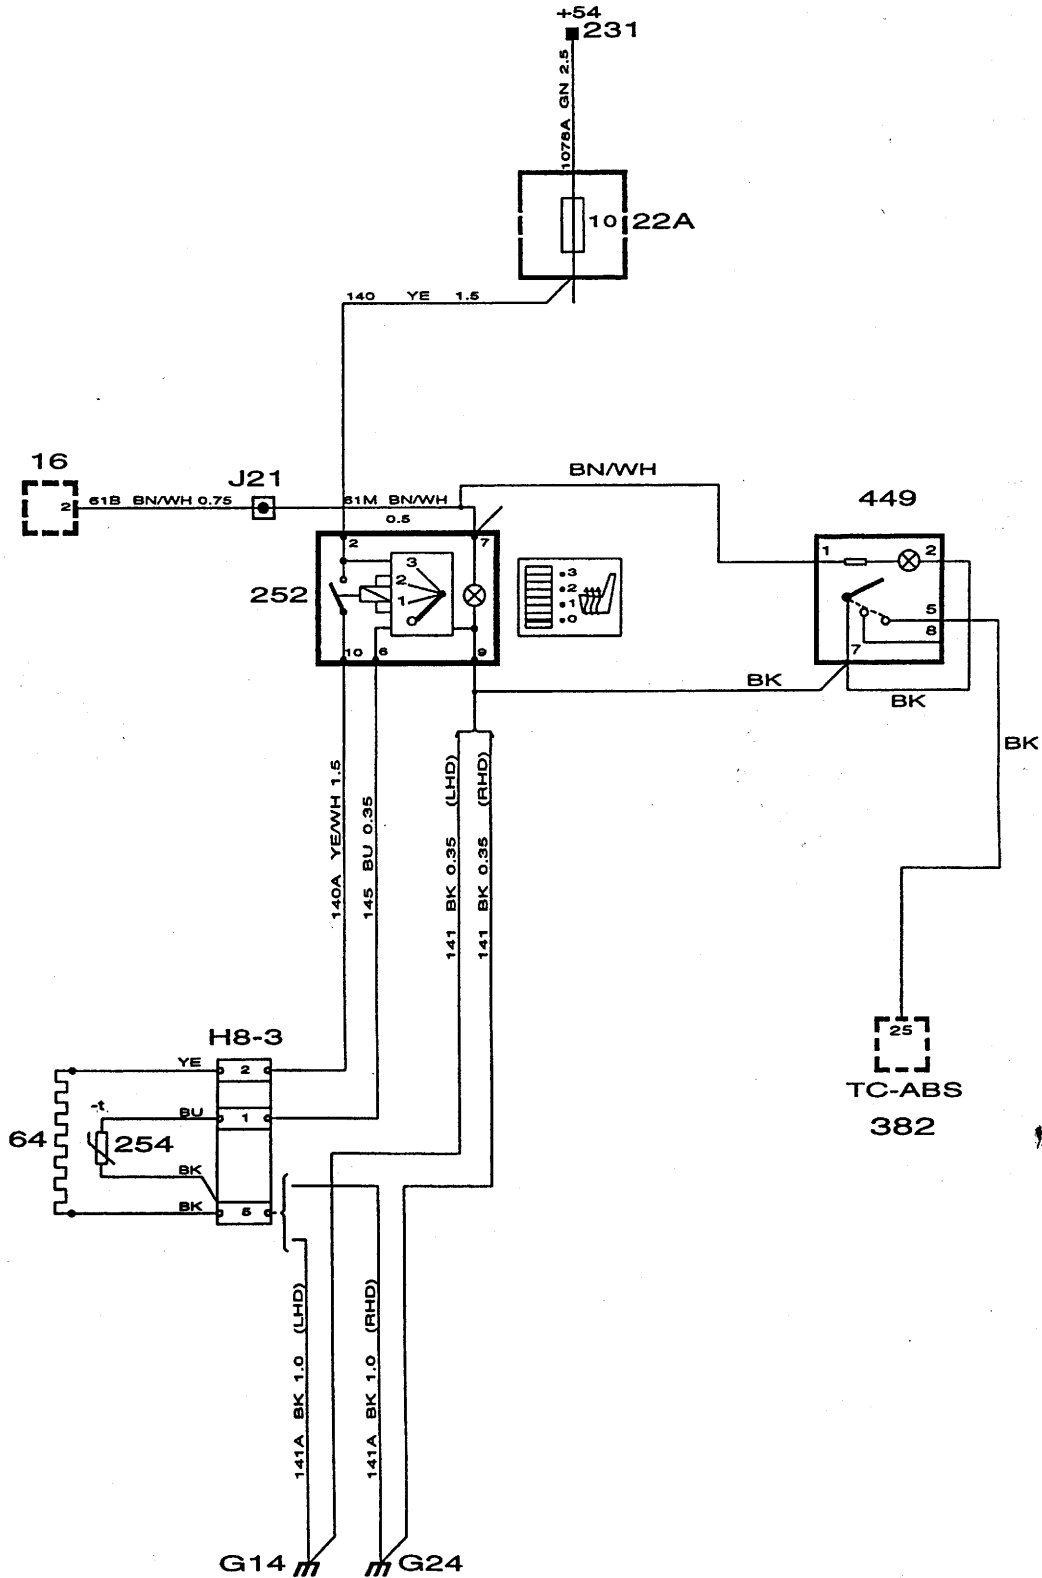 +54
231
1078A GN 2.5
10
22A
140 YE 1.5
16
2
61B BN/WH 0.75
J21
61M BN/WH
0.5
BN/WH
449
2
7
3
2
1
252
10
6
9
3
2
1
0
1
2
5
8
7
BK
BK
BK
140A YE/WH 1.5
145 BU 0.35
141 BK 0.35 (LHD)
141 BK 0.35 (RHD)
25
TC-ABS
382
H8-3
YE
2
-t
BU
1
64
254
BK
BK
5
141A BK 1.0 (LHD)
141A BK 1.0 (RHD)
G14
G24